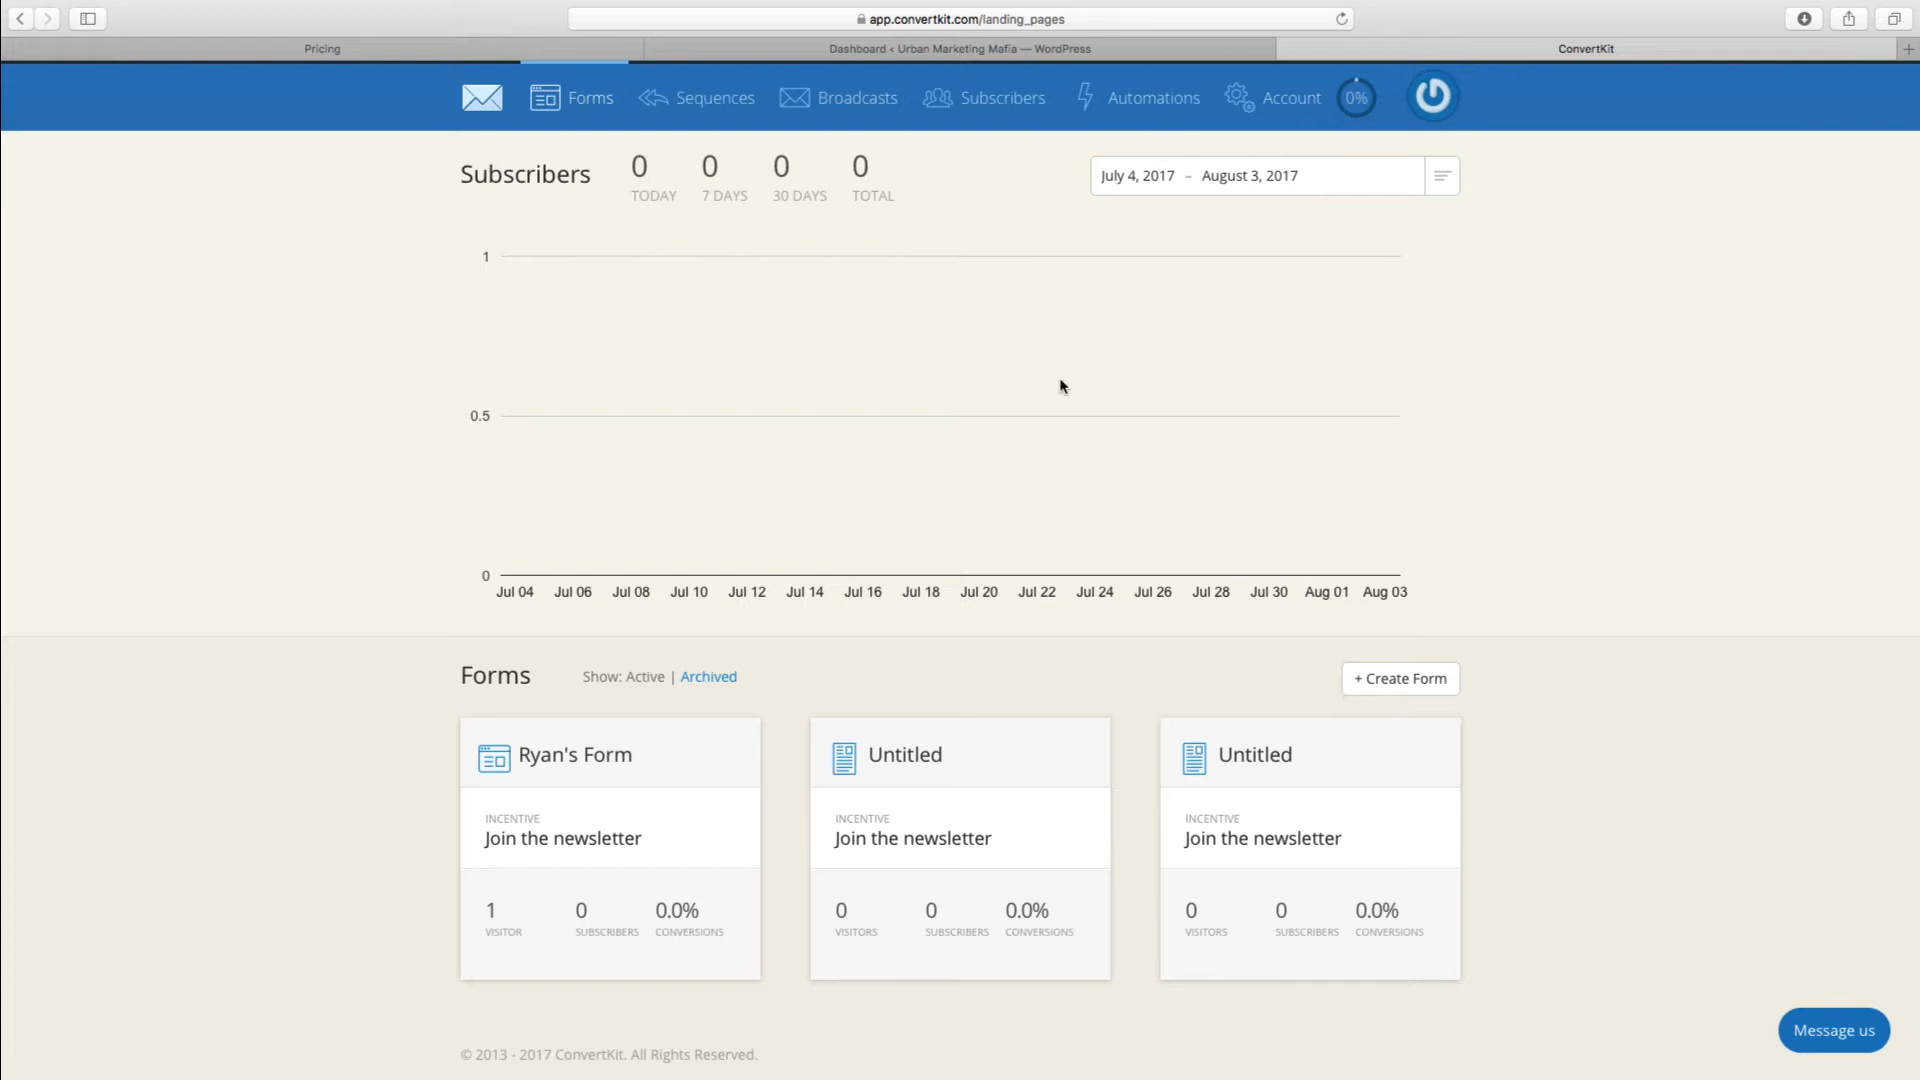 app.convertkit.com/landing_pages
Pricing
Dashboard ‹ Urban Marketing Mafia — WordPress
ConvertKit
Forms
Sequences
Broadcasts
Subscribers
Automations
Account
0%
Subscribers
0 0 0 0
TODAY 7 DAYS 30 DAYS TOTAL
July 4, 2017 – August 3, 2017
1
0.5
0
Jul 04 Jul 06 Jul 08 Jul 10 Jul 12 Jul 14 Jul 16 Jul 18 Jul 20 Jul 22 Jul 24 Jul 26 Jul 28 Jul 30 Aug 01 Aug 03
Forms
Show: Active | Archived
+ Create Form
Ryan's Form
INCENTIVE
Join the newsletter
1 0 0.0%
VISITOR SUBSCRIBERS CONVERSIONS
Untitled
INCENTIVE
Join the newsletter
0 0 0.0%
VISITORS SUBSCRIBERS CONVERSIONS
Untitled
INCENTIVE
Join the newsletter
0 0 0.0%
VISITORS SUBSCRIBERS CONVERSIONS
Message us
© 2013 - 2017 ConvertKit. All Rights Reserved.